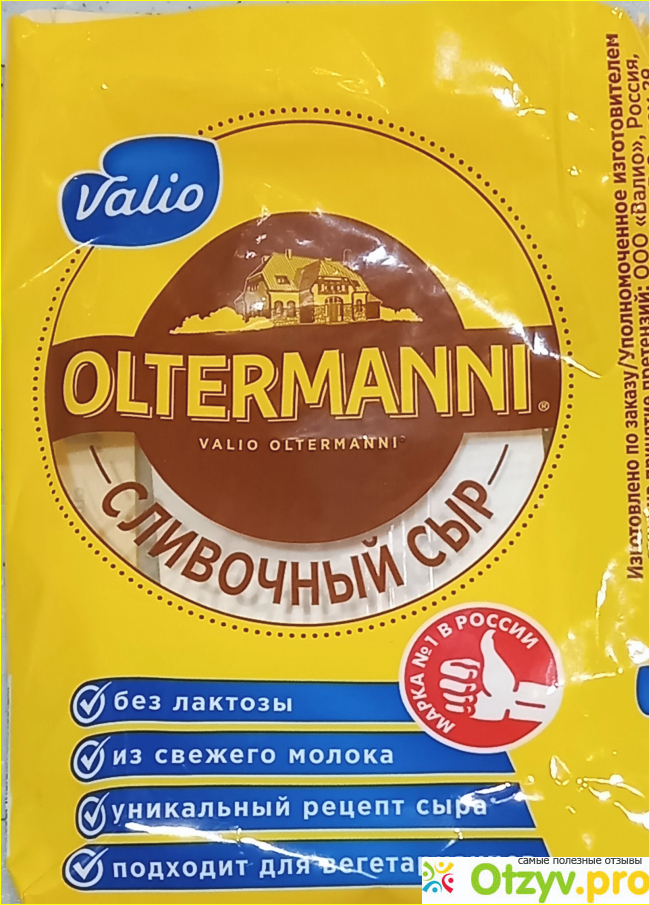 Valio
OLTERMANNI®
VALIO OLTERMANNI
СЛИВОЧНЫЙ СЫР
МАРКА №1 В РОССИИ
без лактозы
из свежего молока
уникальный рецепт сыра
подходит для
Изготовлено по заказу/Уполномоченное изготовителем
претензий: ООО «Валио», Россия,
самые полезные отзывы
Otzyv.pro